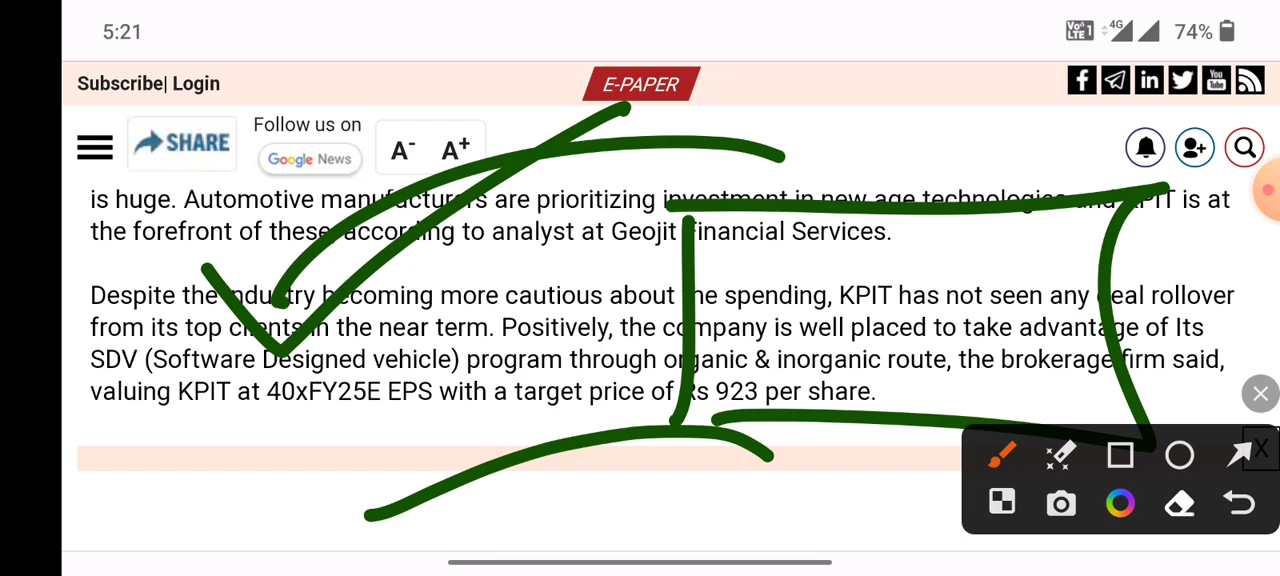 5:21
VoLTE1 4G 74%
Subscribe| Login
E-PAPER
You Tube
SHARE
Follow us on
Google News
A- A+
is huge. Automotive manufacturers are prioritizing investment in new age technologies and KPIT is at
the forefront of these, according to analyst at Geojit Financial Services.
Despite the industry becoming more cautious about the spending, KPIT has not seen any deal rollover
from its top clients in the near term. Positively, the company is well placed to take advantage of Its
SDV (Software Designed vehicle) program through organic & inorganic route, the brokerage firm said,
valuing KPIT at 40xFY25E EPS with a target price of Rs 923 per share.
X